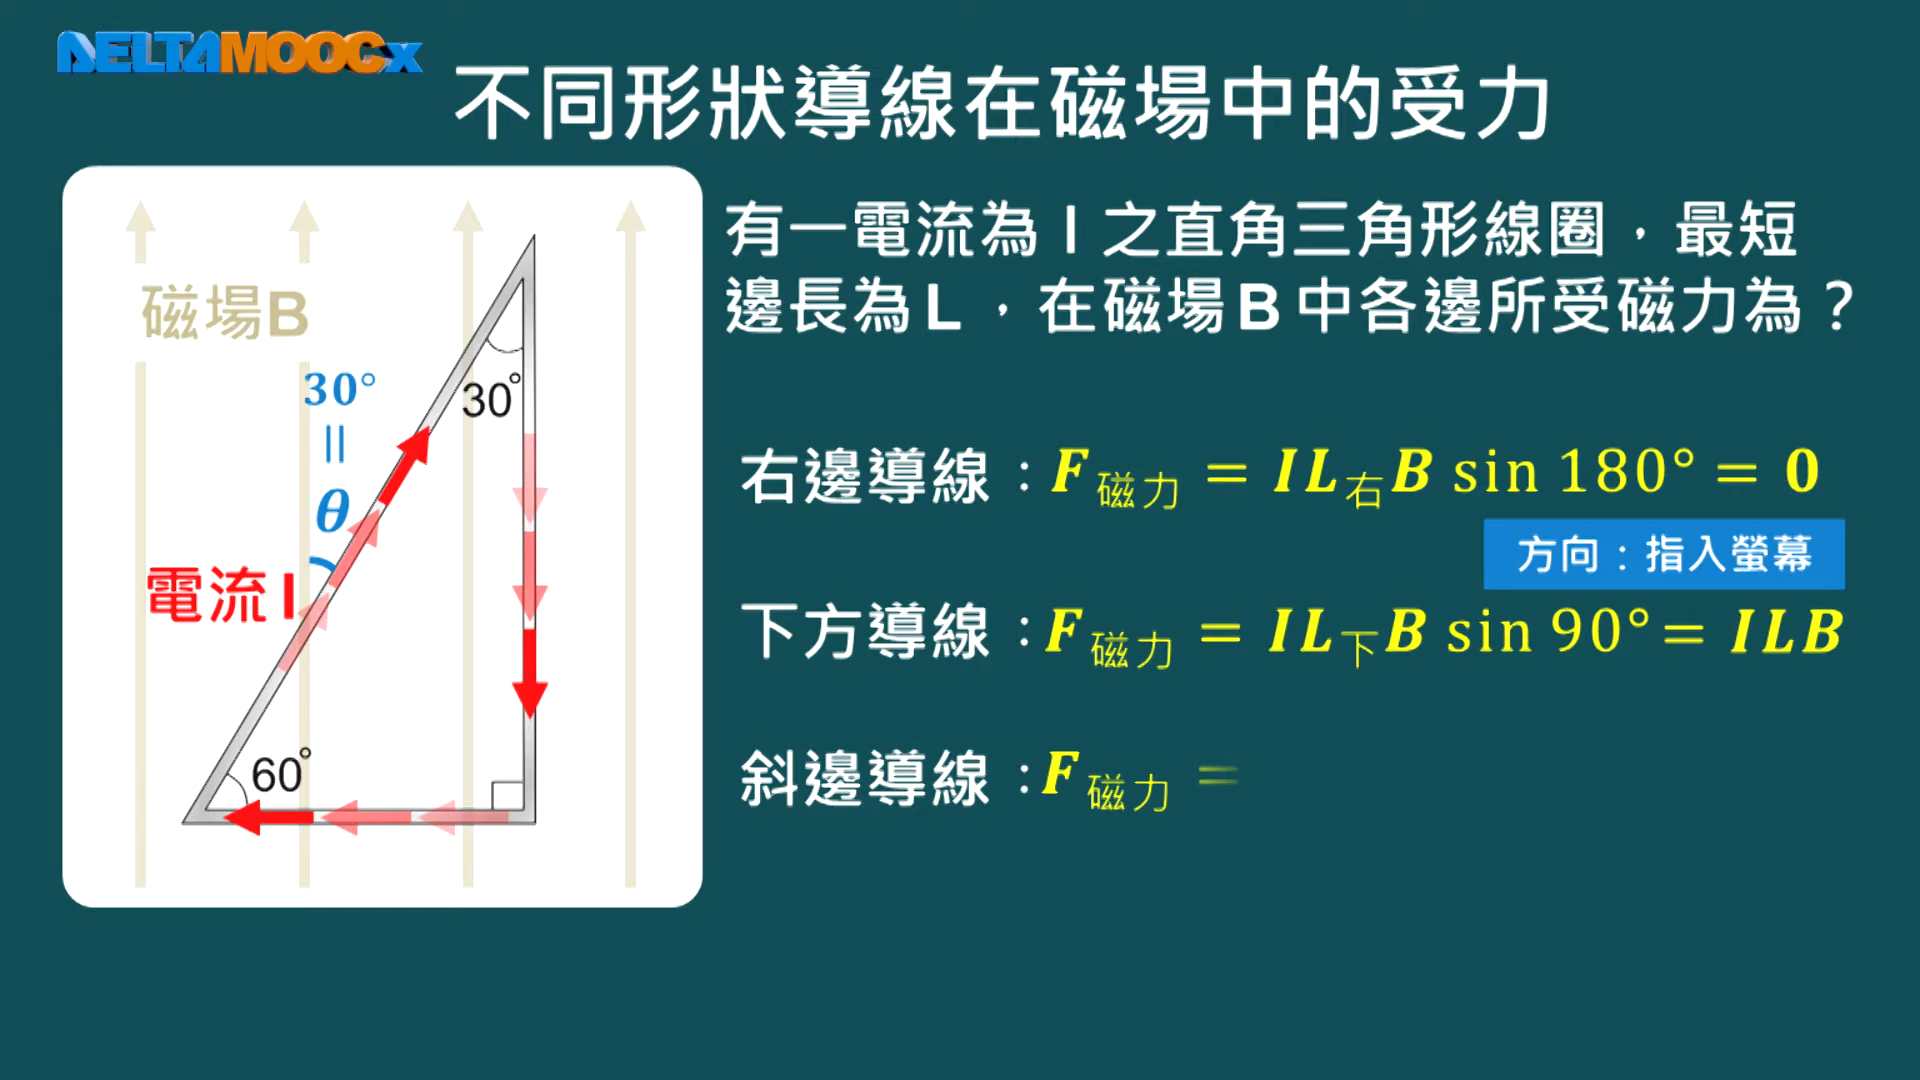 DELTAMOOCx
不同形狀導線在磁場中的受力
有一電流為 I 之直角三角形線圈，最短
邊長為 L ，在磁場 B 中各邊所受磁力為？
磁場B
30°
=
θ
電流I
30°
60°
右邊導線：F磁力 = IL右B sin 180° = 0
方向：指入螢幕
下方導線：F磁力 = IL下B sin 90° = ILB
斜邊導線：F磁力 =